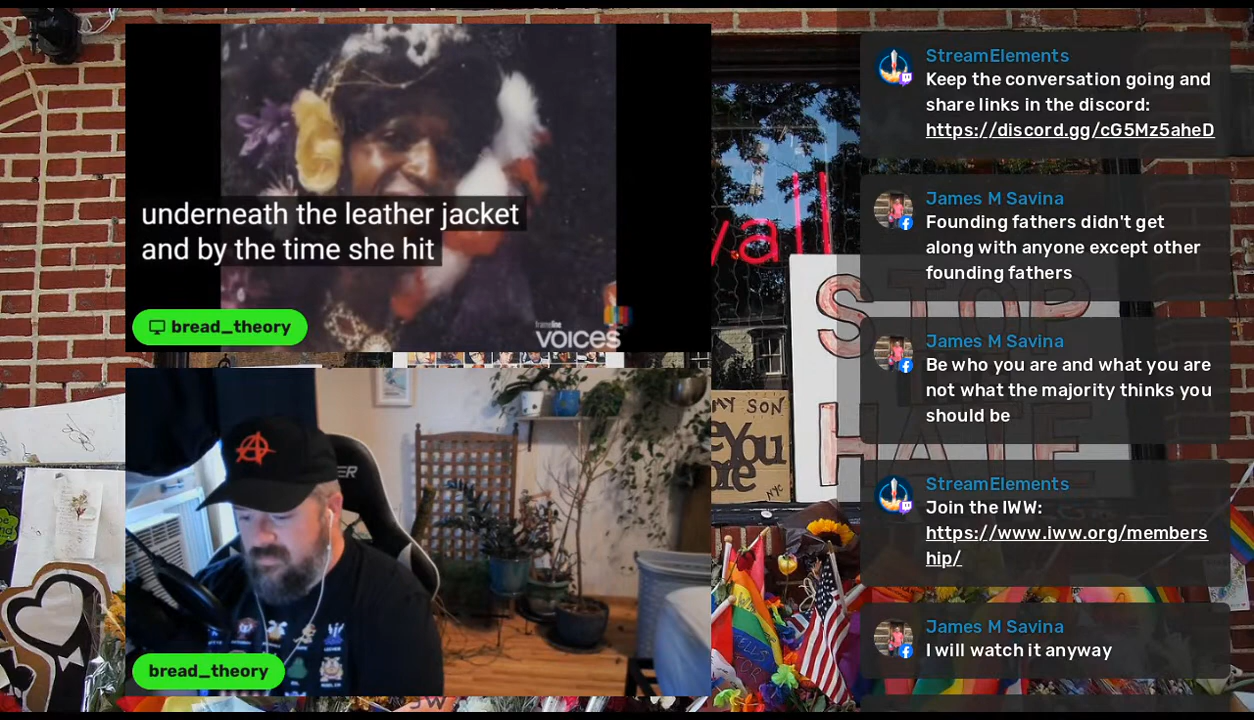 underneath the leather jacket
and by the time she hit
bread_theory
frameline
VOICES
bread_theory
StreamElements
Keep the conversation going and
share links in the discord:
https://discord.gg/cG5Mz5aheD
James M Savina
Founding fathers didn't get
along with anyone except other
founding fathers
James M Savina
Be who you are and what you are
not what the majority thinks you
should be
StreamElements
Join the IWW:
https://www.iww.org/members
hip/
James M Savina
I will watch it anyway
STOP
HATE
MY SON
NYC